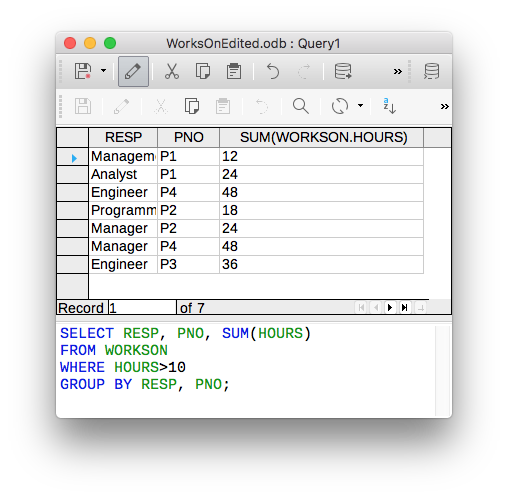 WorksOnEdited.odb : Query1
»
a
z
»
RESP PNO SUM(WORKSON.HOURS)
Managem P1 12
Analyst P1 24
Engineer P4 48
Programm P2 18
Manager P2 24
Manager P4 48
Engineer P3 36
Record 1 of 7
SELECT RESP, PNO, SUM(HOURS)
FROM WORKSON
WHERE HOURS>10
GROUP BY RESP, PNO;